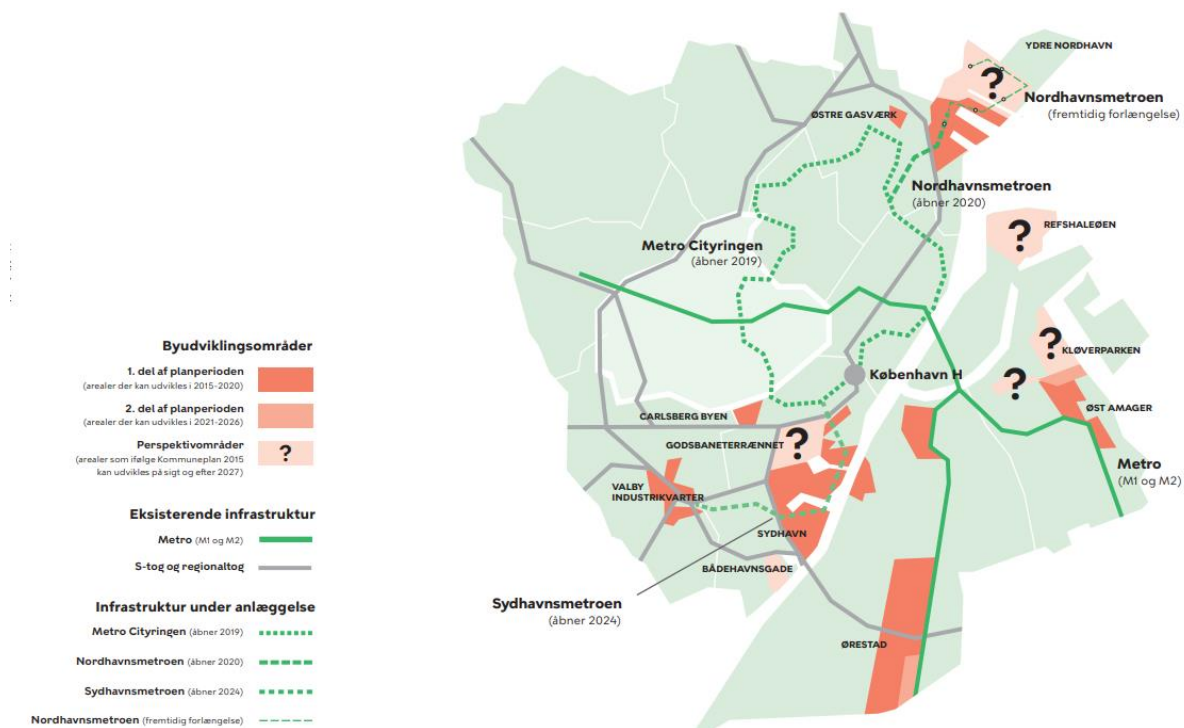 YDRE NORDHAVN
?
Nordhavnsmetroen
(fremtidig forlængelse)
ØSTRE GASVÆRK
Nordhavnsmetroen
(åbner 2020)
?
REFSHALEØEN
Metro Cityringen
(åbner 2019)
?
KLØVERPARKEN
?
København H
ØST AMAGER
CARLSBERG BYEN
GODSBANETERRÆNNET
?
Metro
(M1 og M2)
VALBY
INDUSTRIKVARTER
SYDHAVN
BÅDEHAVNSGADE
Sydhavnsmetroen
(åbner 2024)
ØRESTAD
Byudviklingsområder
1. del af planperioden
(arealer der kan udvikles i 2015-2020)
2. del af planperioden
(arealer der kan udvikles i 2021-2026)
Perspektivområder
(arealer som ifølge Kommuneplan 2015
kan udvikles på sigt og efter 2027)
?
Eksisterende infrastruktur
Metro (M1 og M2)
S-tog og regionaltog
Infrastruktur under anlæggelse
Metro Cityringen (åbner 2019)
Nordhavnsmetroen (åbner 2020)
Sydhavnsmetroen (åbner 2024)
Nordhavnsmetroen (fremtidig forlængelse)